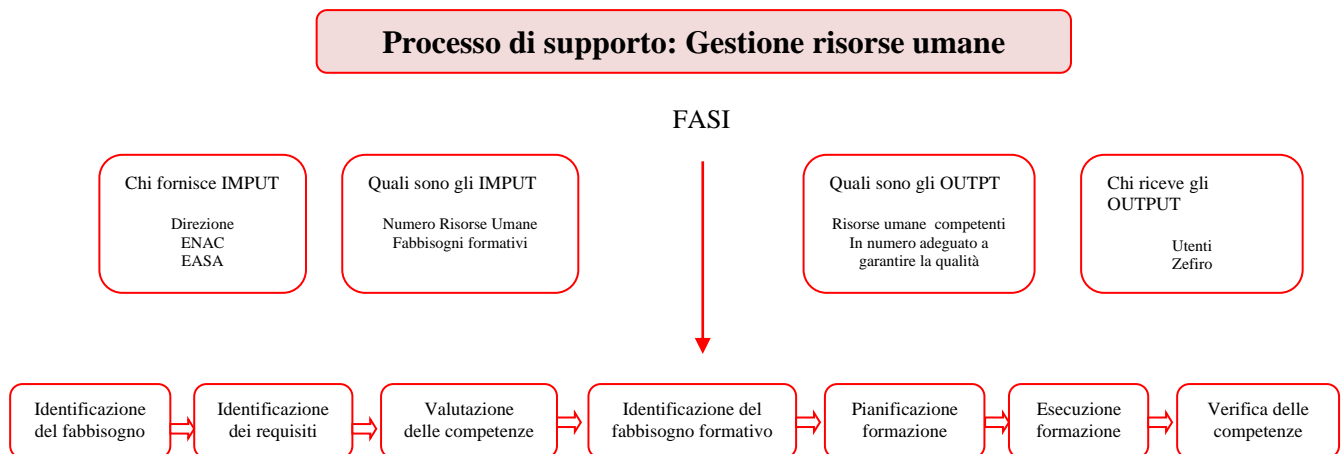 Processo di supporto: Gestione risorse umane
FASI
Chi fornisce IMPUT
Direzione
ENAC
EASA
Quali sono gli IMPUT
Numero Risorse Umane
Fabbisogni formativi
Quali sono gli OUTPT
Risorse umane competenti
In numero adeguato a
garantire la qualità
Chi riceve gli
OUTPUT
Utenti
Zefiro
Identificazione
del fabbisogno
Identificazione
dei requisiti
Valutazione
delle competenze
Identificazione del
fabbisogno formativo
Pianificazione
formazione
Esecuzione
formazione
Verifica delle
competenze